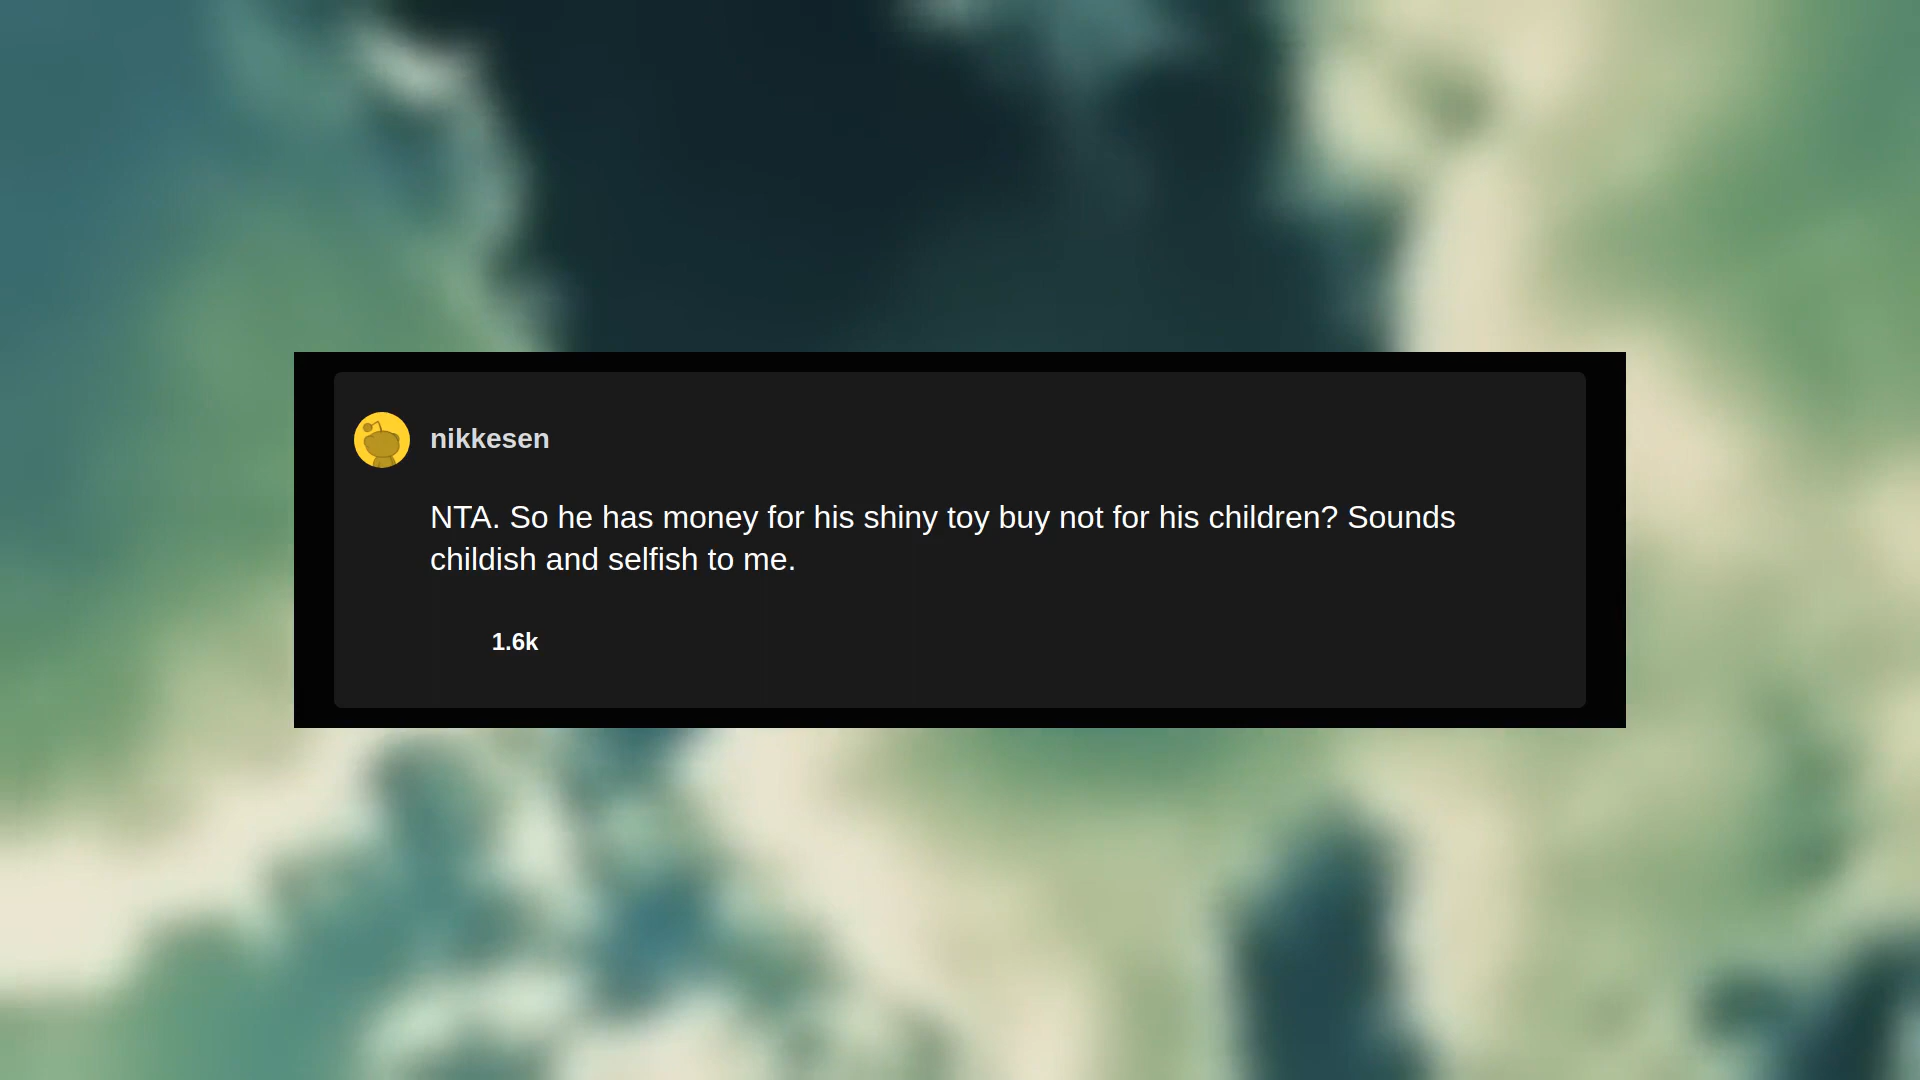 nikkesen
NTA. So he has money for his shiny toy buy not for his children? Sounds
childish and selfish to me.
1.6k